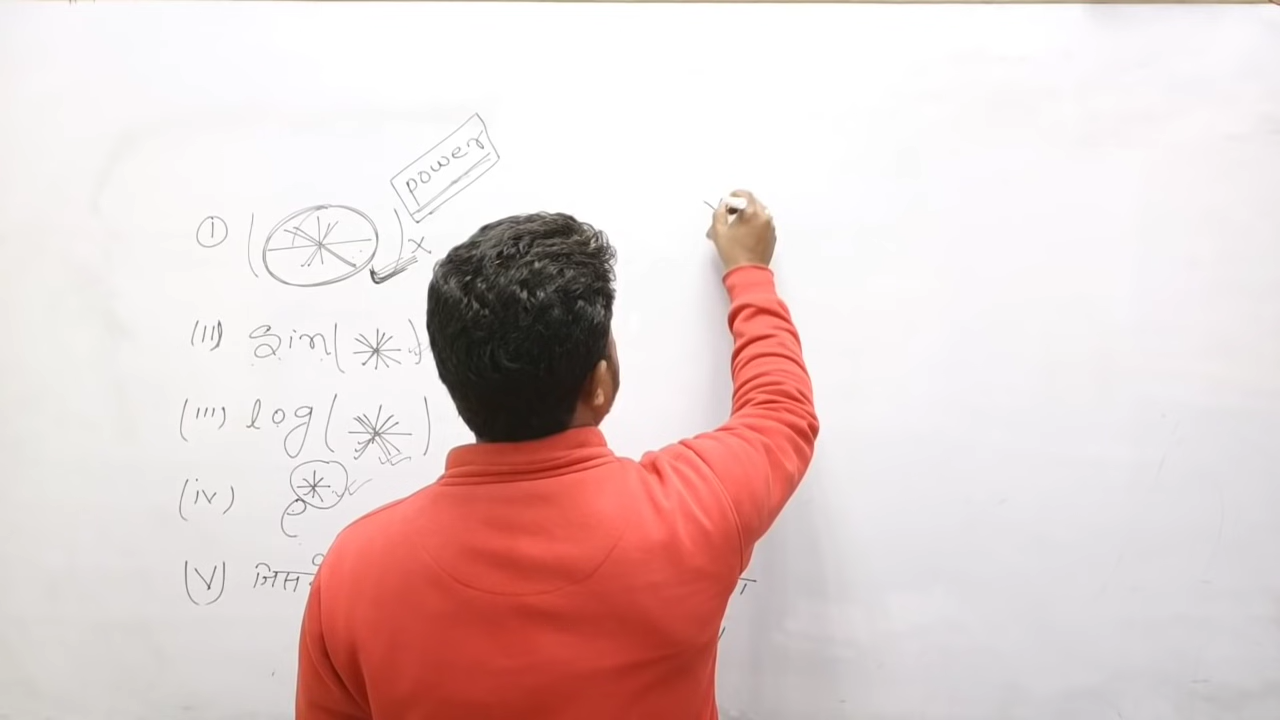 power
① ( ) x
(ii) Sin( )
(iii) log( )
(iv) e
(v) जिस